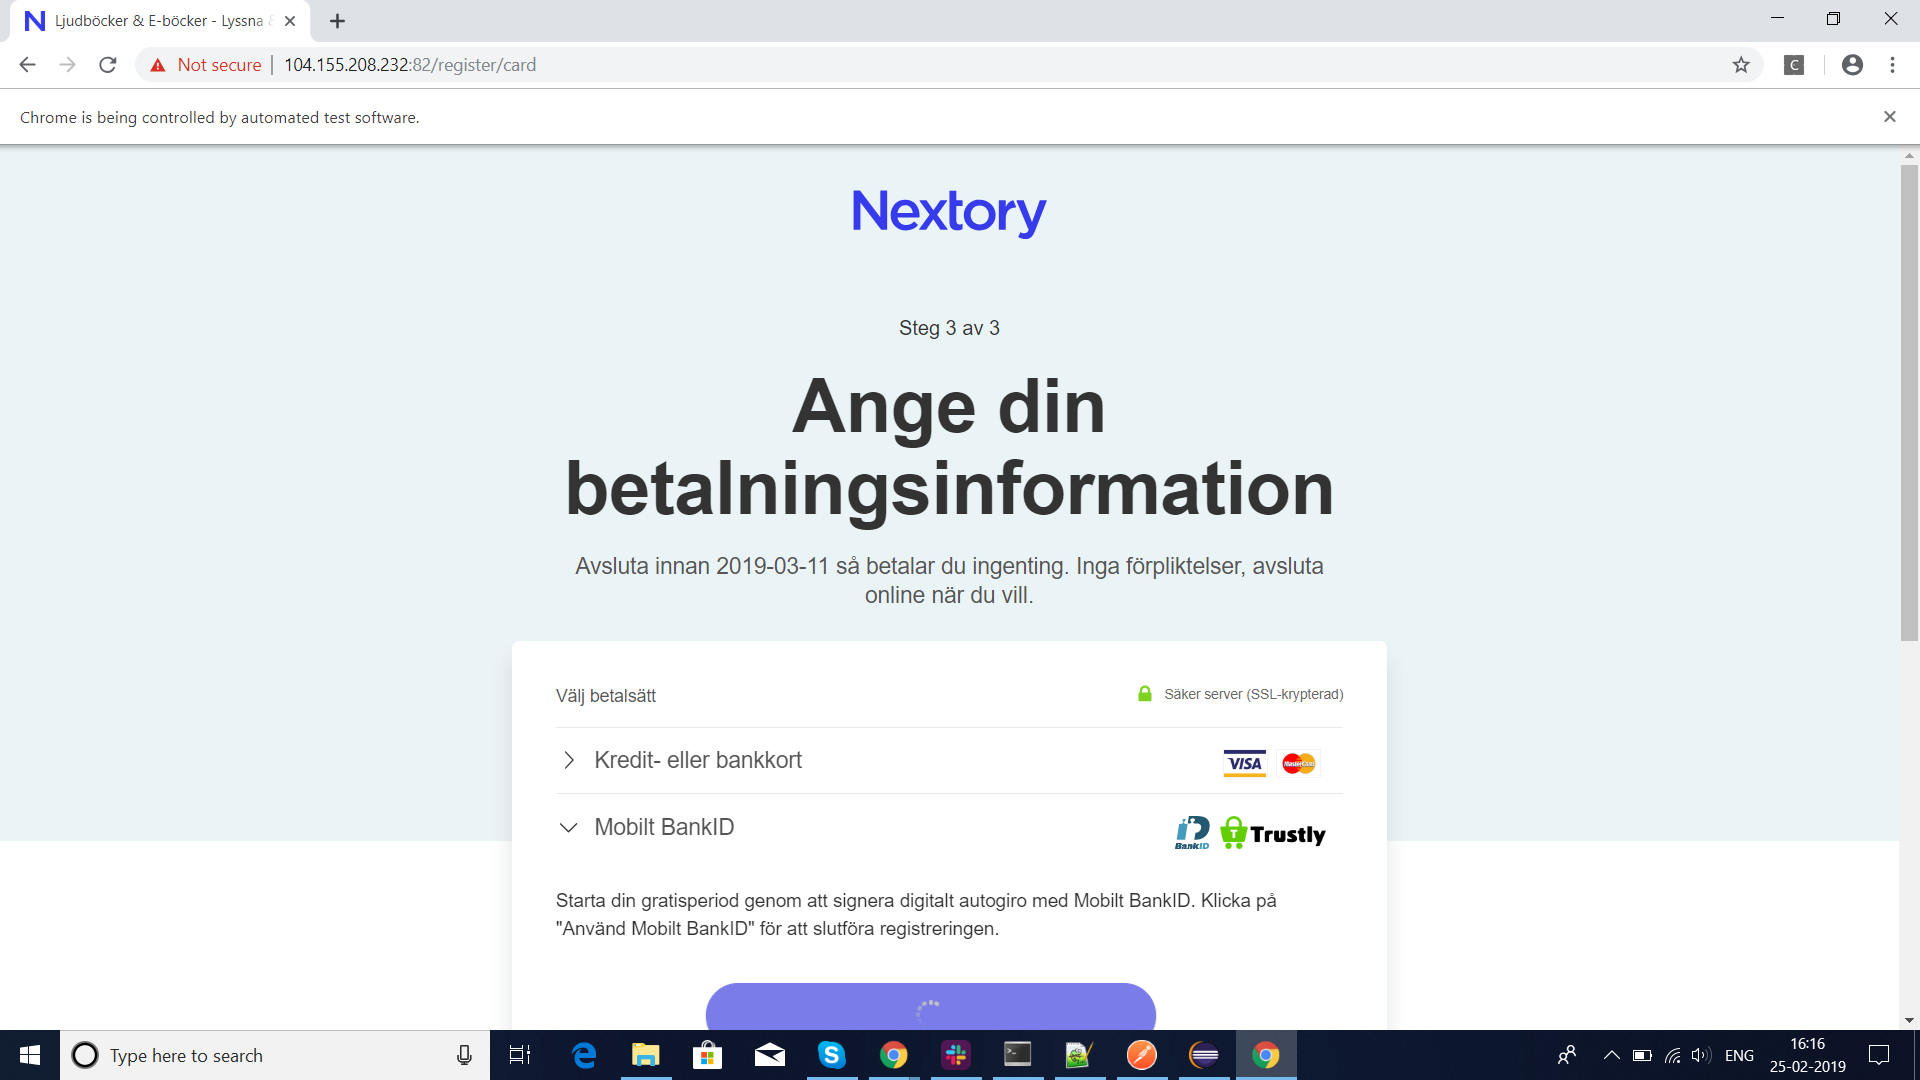 Ljudböcker & E-böcker - Lyssna
Not secure
104.155.208.232:82/register/card
C
Chrome is being controlled by automated test software.
Nextory
Steg 3 av 3
Ange din
betalningsinformation
Avsluta innan 2019-03-11 så betalar du ingenting. Inga förpliktelser, avsluta
online när du vill.
Välj betalsätt
Säker server (SSL-krypterad)
Kredit- eller bankkort
VISA
MasterCard
Mobilt BankID
BankID
Trustly
Starta din gratisperiod genom att signera digitalt autogiro med Mobilt BankID. Klicka på
"Använd Mobilt BankID" för att slutföra registreringen.
Type here to search
ENG
16:16
25-02-2019